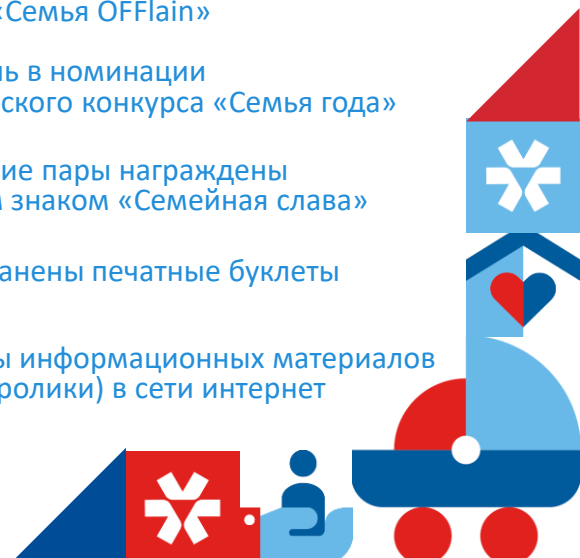 «Семья OFFlain»
ль в номинации
ского конкурса «Семья года»
ие пары награждены
м знаком «Семейная слава»
анены печатные буклеты
ы информационных материалов
ролики) в сети интернет